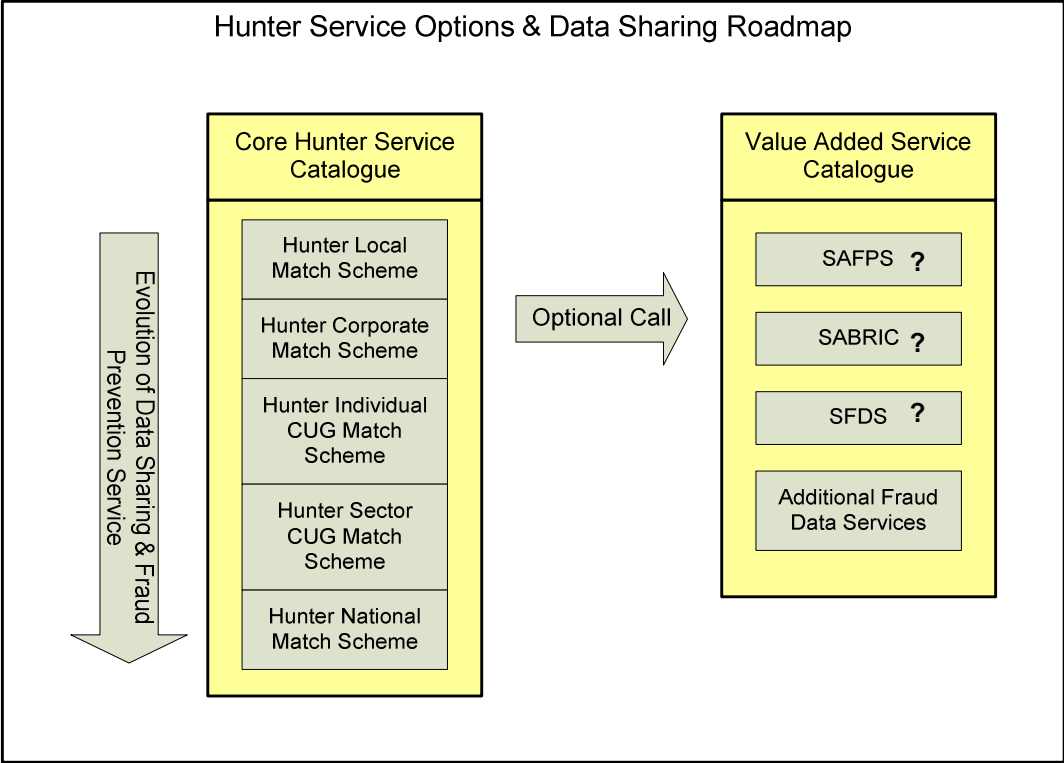 Hunter Service Options & Data Sharing Roadmap
Evolution of Data Sharing & Fraud
Prevention Service
Core Hunter Service
Catalogue
Hunter Local
Match Scheme
Hunter Corporate
Match Scheme
Hunter Individual
CUG Match
Scheme
Hunter Sector
CUG Match
Scheme
Hunter National
Match Scheme
Optional Call
Value Added Service
Catalogue
SAFPS ?
SABRIC ?
SFDS ?
Additional Fraud
Data Services